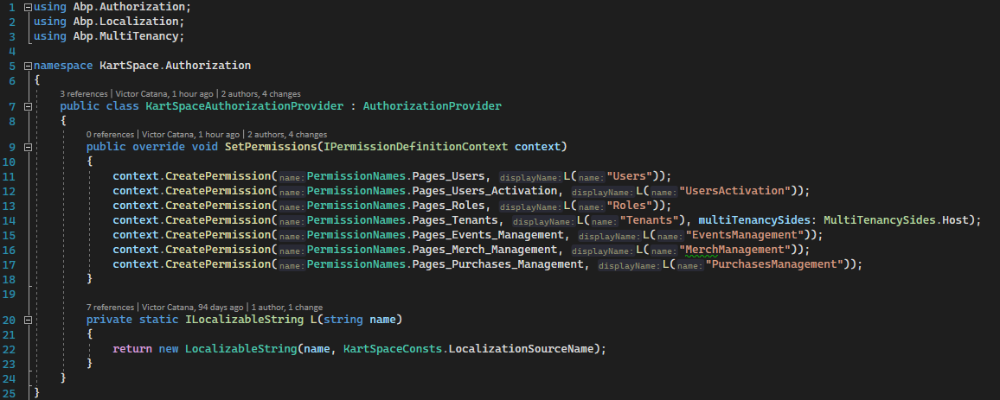 1 using Abp.Authorization;
2 using Abp.Localization;
3 using Abp.MultiTenancy;
4
5 namespace KartSpace.Authorization
6 {
3 references | Victor Catana, 1 hour ago | 2 authors, 4 changes
7 public class KartSpaceAuthorizationProvider : AuthorizationProvider
8 {
0 references | Victor Catana, 1 hour ago | 2 authors, 4 changes
9 public override void SetPermissions(IPermissionDefinitionContext context)
10 {
11 context.CreatePermission(name:PermissionNames.Pages_Users, displayName:L(name:"Users"));
12 context.CreatePermission(name:PermissionNames.Pages_Users_Activation, displayName:L(name:"UsersActivation"));
13 context.CreatePermission(name:PermissionNames.Pages_Roles, displayName:L(name:"Roles"));
14 context.CreatePermission(name:PermissionNames.Pages_Tenants, displayName:L(name:"Tenants"), multiTenancySides: MultiTenancySides.Host);
15 context.CreatePermission(name:PermissionNames.Pages_Events_Management, displayName:L(name:"EventsManagement"));
16 context.CreatePermission(name:PermissionNames.Pages_Merch_Management, displayName:L(name:"MerchManagement"));
17 context.CreatePermission(name:PermissionNames.Pages_Purchases_Management, displayName:L(name:"PurchasesManagement"));
18 }
19
7 references | Victor Catana, 94 days ago | 1 author, 1 change
20 private static ILocalizableString L(string name)
21 {
22 return new LocalizableString(name, KartSpaceConsts.LocalizationSourceName);
23 }
24 }
25 }